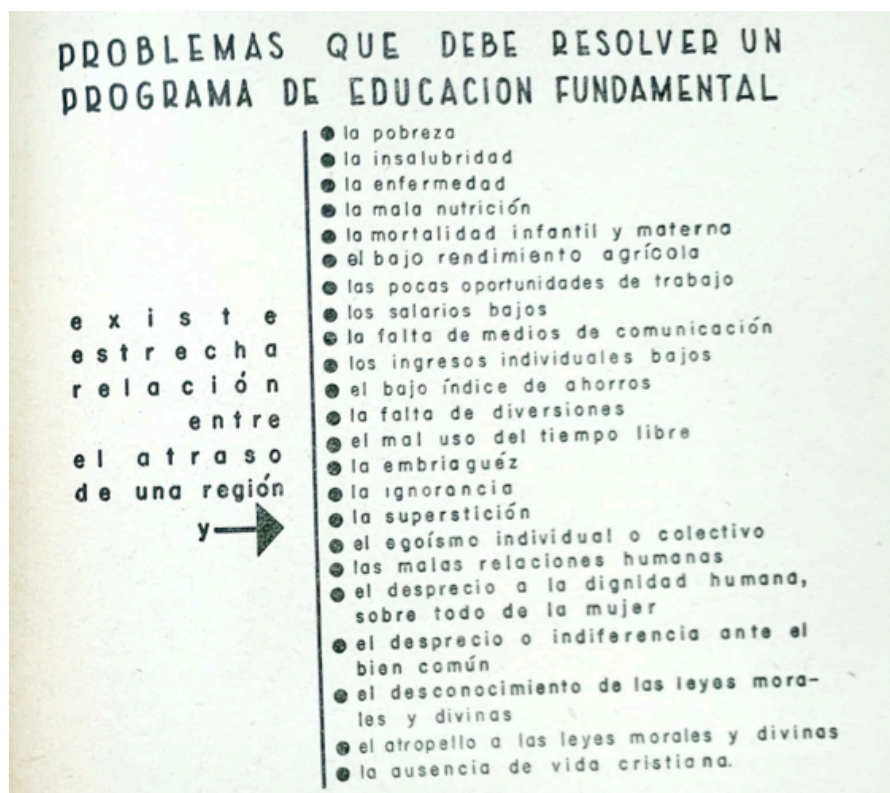 PROBLEMAS QUE DEBE RESOLVER UN
PROGRAMA DE EDUCACION FUNDAMENTAL
existe
estrecha
relación
entre
el atraso
de una región
y
● la pobreza
● la insalubridad
● la enfermedad
● la mala nutrición
● la mortalidad infantil y materna
● el bajo rendimiento agrícola
● las pocas oportunidades de trabajo
● los salarios bajos
● la falta de medios de comunicación
● los ingresos individuales bajos
● el bajo índice de ahorros
● la falta de diversiones
● el mal uso del tiempo libre
● la embriaguéz
● la ignorancia
● la superstición
● el egoísmo individual o colectivo
● las malas relaciones humanas
● el desprecio a la dignidad humana,
sobre todo de la mujer
● el desprecio o indiferencia ante el
bien común
● el desconocimiento de las leyes mora-
les y divinas
● el atropello a las leyes morales y divinas
● la ausencia de vida cristiana.